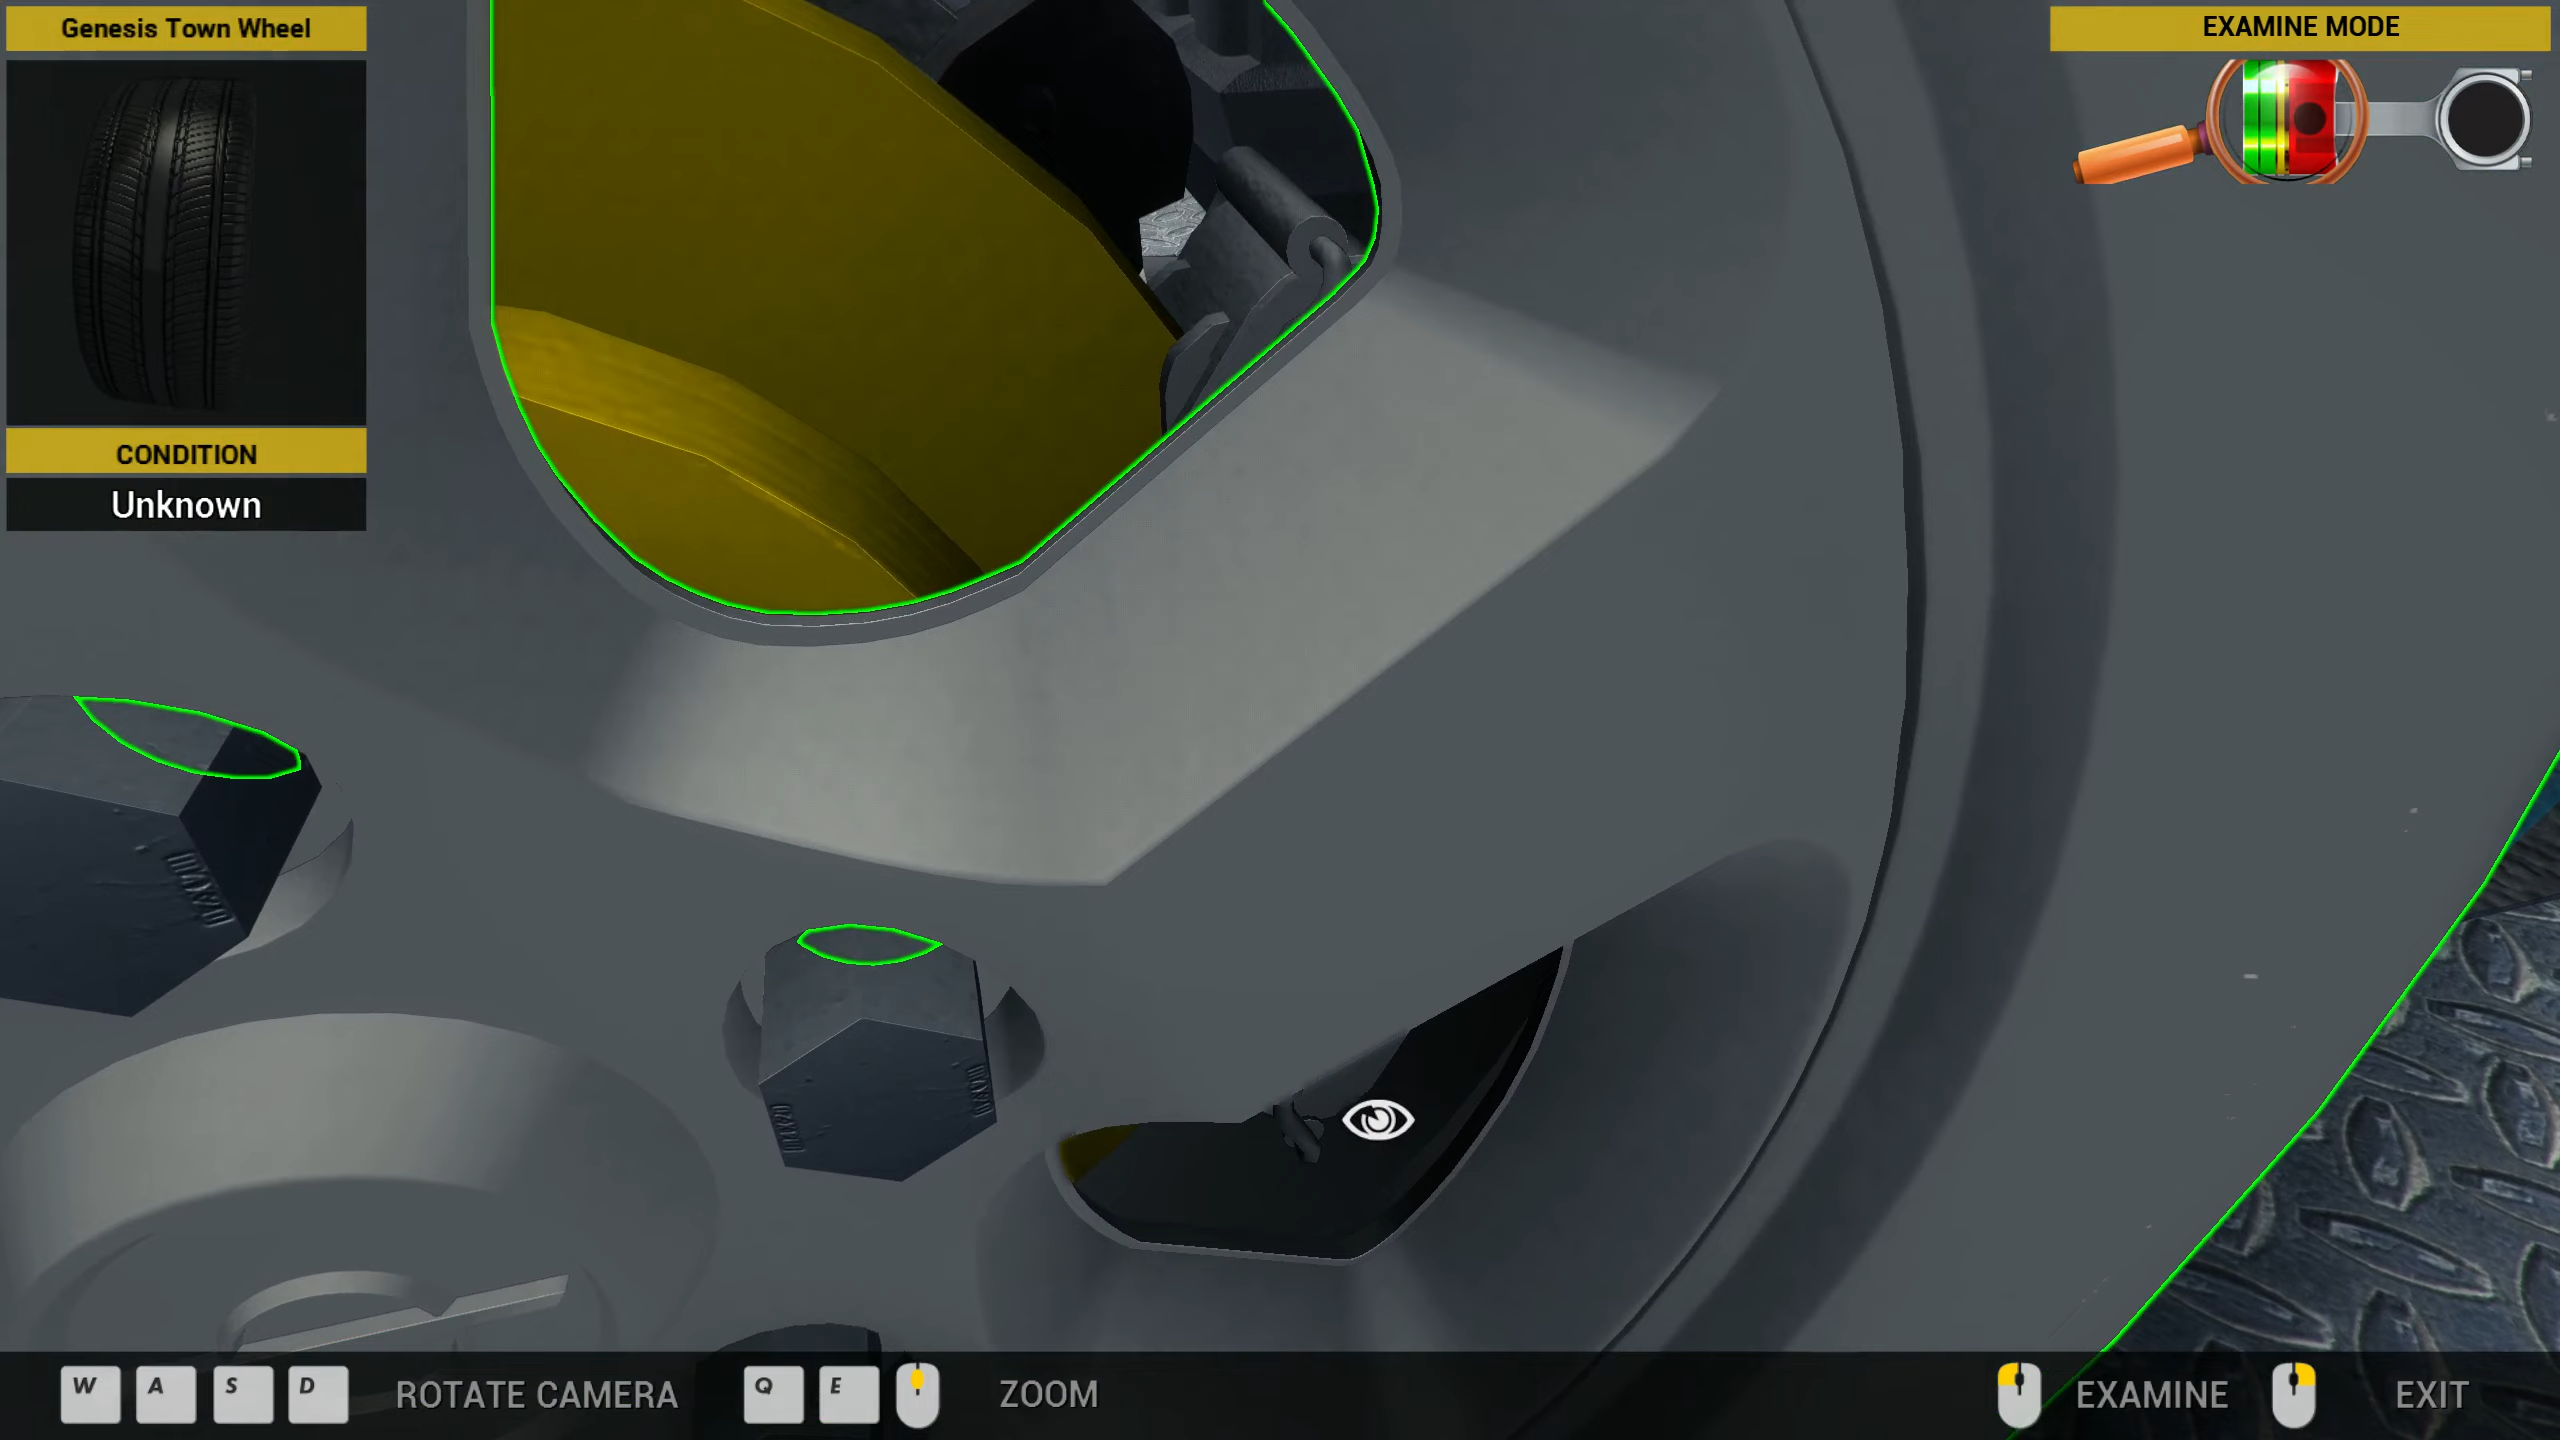 Genesis Town Wheel
CONDITION
Unknown
EXAMINE MODE
W A S D ROTATE CAMERA Q E ZOOM EXAMINE EXIT